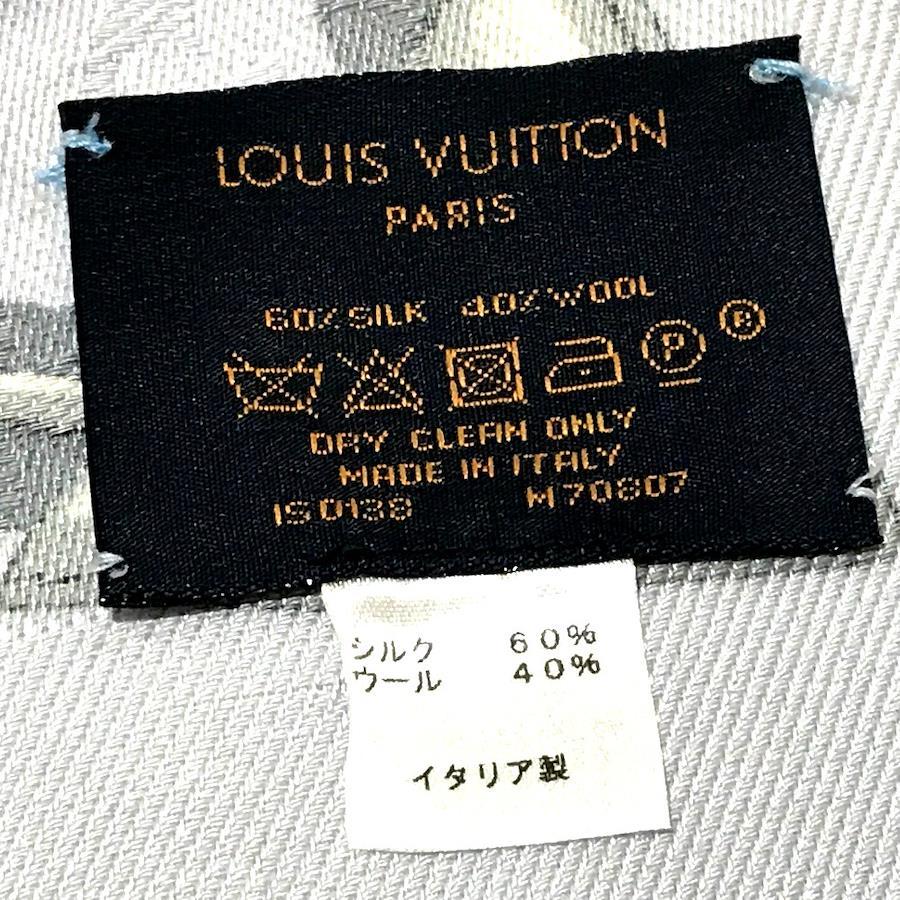 LOUIS VUITTON
PARIS
60% SILK 40% WOOL
P ®
DRY CLEAN ONLY
MADE IN ITALY
IS0138 M70807
シルク 60%
ウール 40%
イタリア製